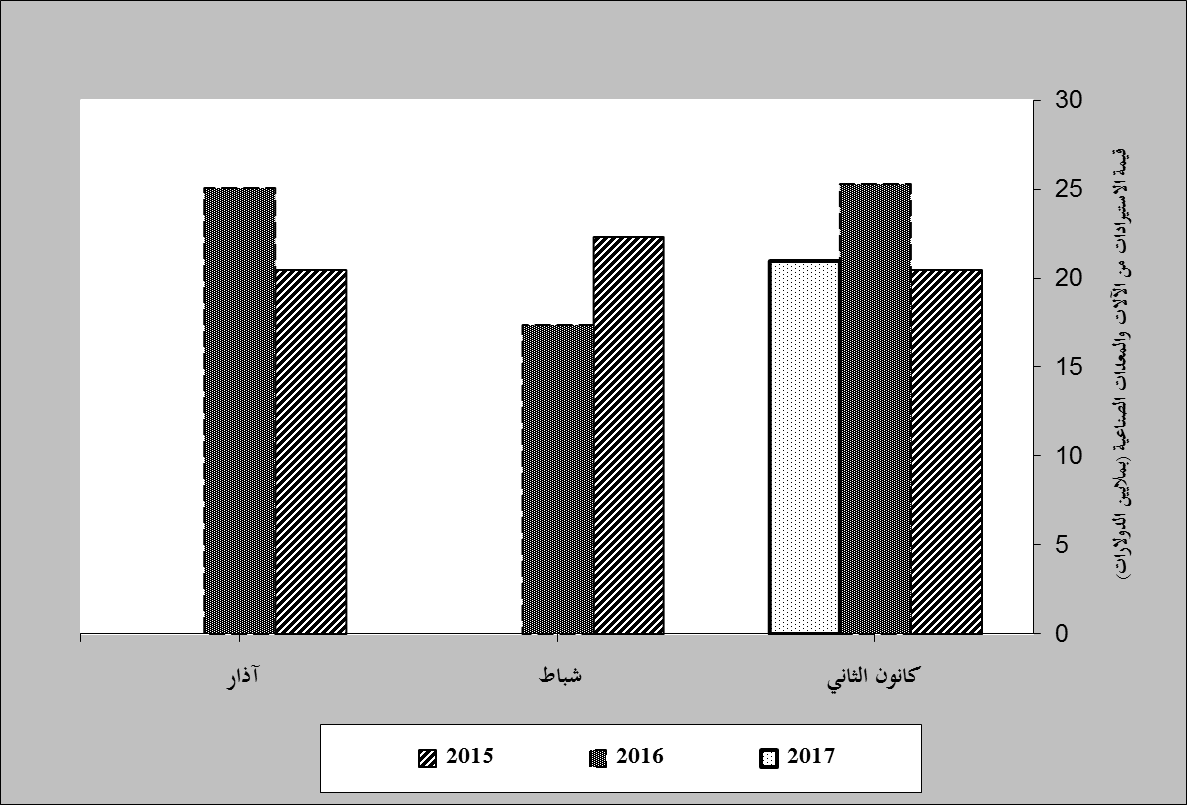 30
25
20
15
10
5
0
قيمة الاستيرادات من الآلات والمعدات الصناعية (بملايين الدولارات)
كانون الثاني
شباط
آذار
2015
2016
2017